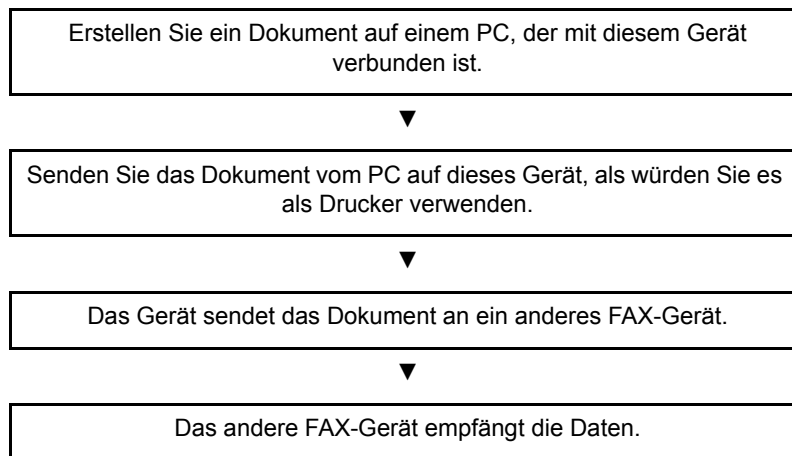 Erstellen Sie ein Dokument auf einem PC, der mit diesem Gerät
verbunden ist.
▼
Senden Sie das Dokument vom PC auf dieses Gerät, als würden Sie es
als Drucker verwenden.
▼
Das Gerät sendet das Dokument an ein anderes FAX-Gerät.
▼
Das andere FAX-Gerät empfängt die Daten.